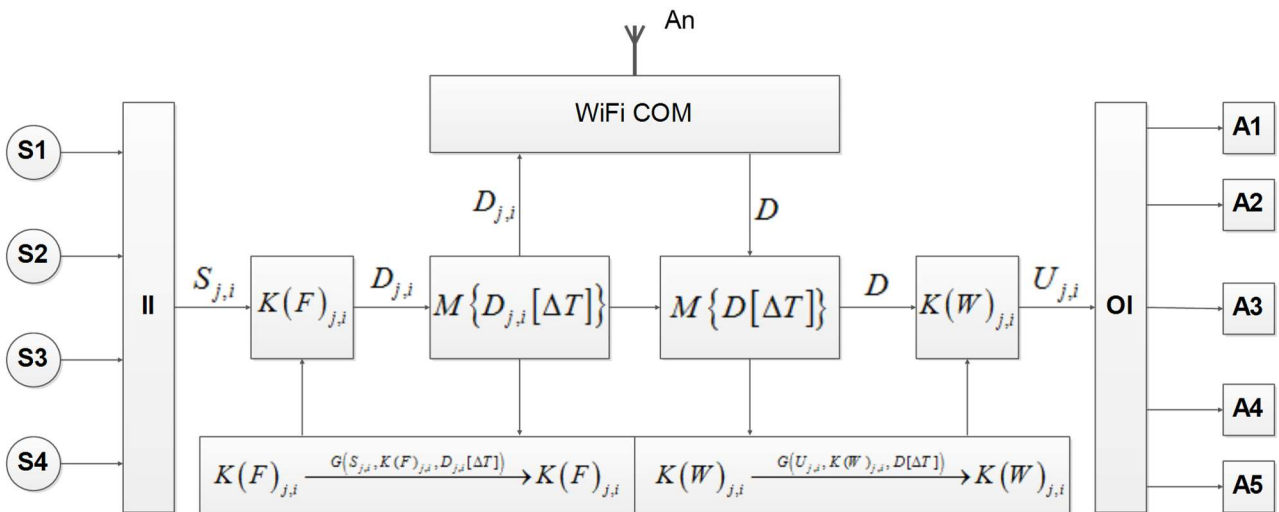 An
WiFi COM
S1
S2
S3
S4
II
S_{j,i}
K(F)_{j,i}
D_{j,i}
M{D_{j,i}[ΔT]}
D_{j,i}
D
M{D[ΔT]}
D
K(W)_{j,i}
U_{j,i}
OI
A1
A2
A3
A4
A5
K(F)_{j,i} G(S_{j,i},K(F)_{j,i},D_{j,i}[ΔT]) → K(F)_{j,i}
K(W)_{j,i} G(U_{j,i},K(W)_{j,i},D[ΔT]) → K(W)_{j,i}